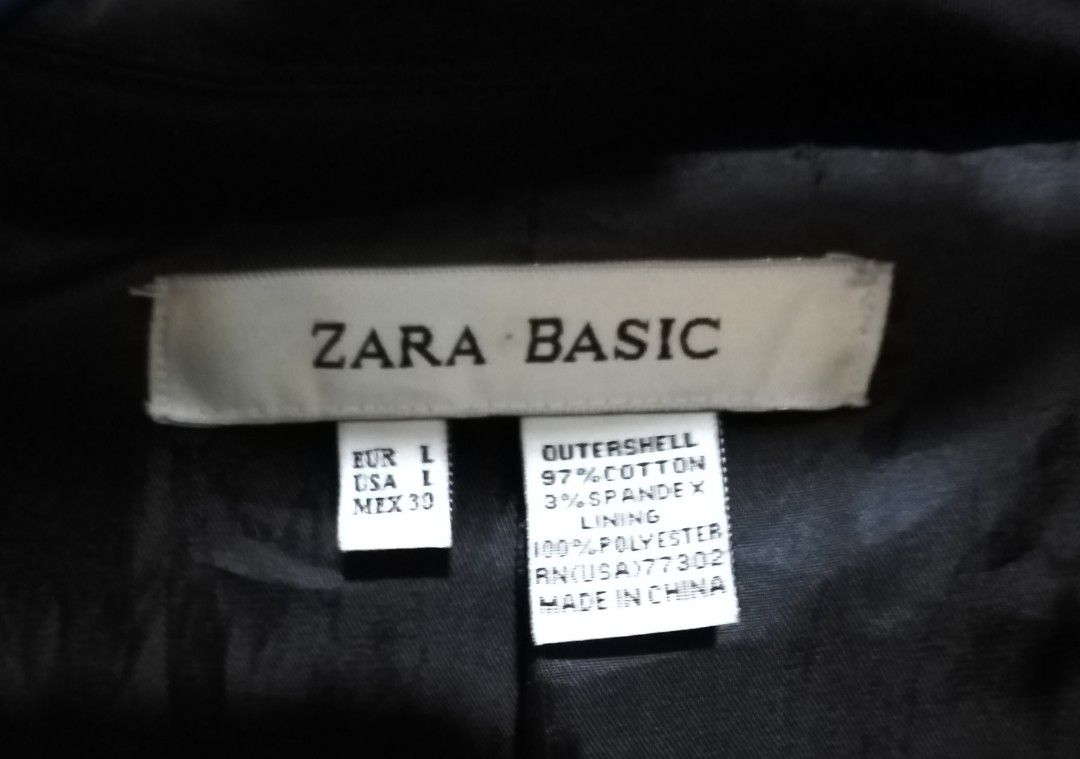 ZARA BASIC
EUR L
USA L
MEX 30
OUTERSHELL
97%COTTON
3%SPANDEX
LINING
100%POLYESTER
RN(USA)77302
MADE IN CHINA